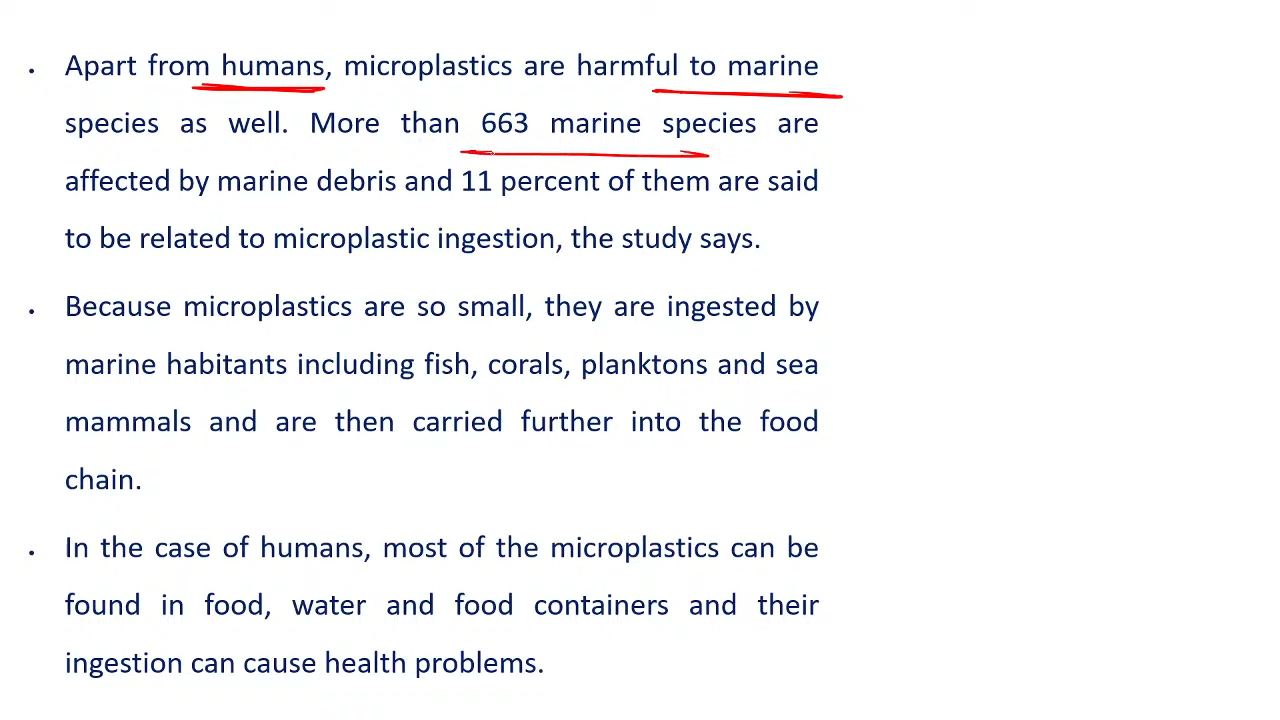 • Apart from humans, microplastics are harmful to marine
species as well. More than 663 marine species are
affected by marine debris and 11 percent of them are said
to be related to microplastic ingestion, the study says.
• Because microplastics are so small, they are ingested by
marine habitants including fish, corals, planktons and sea
mammals and are then carried further into the food
chain.
• In the case of humans, most of the microplastics can be
found in food, water and food containers and their
ingestion can cause health problems.